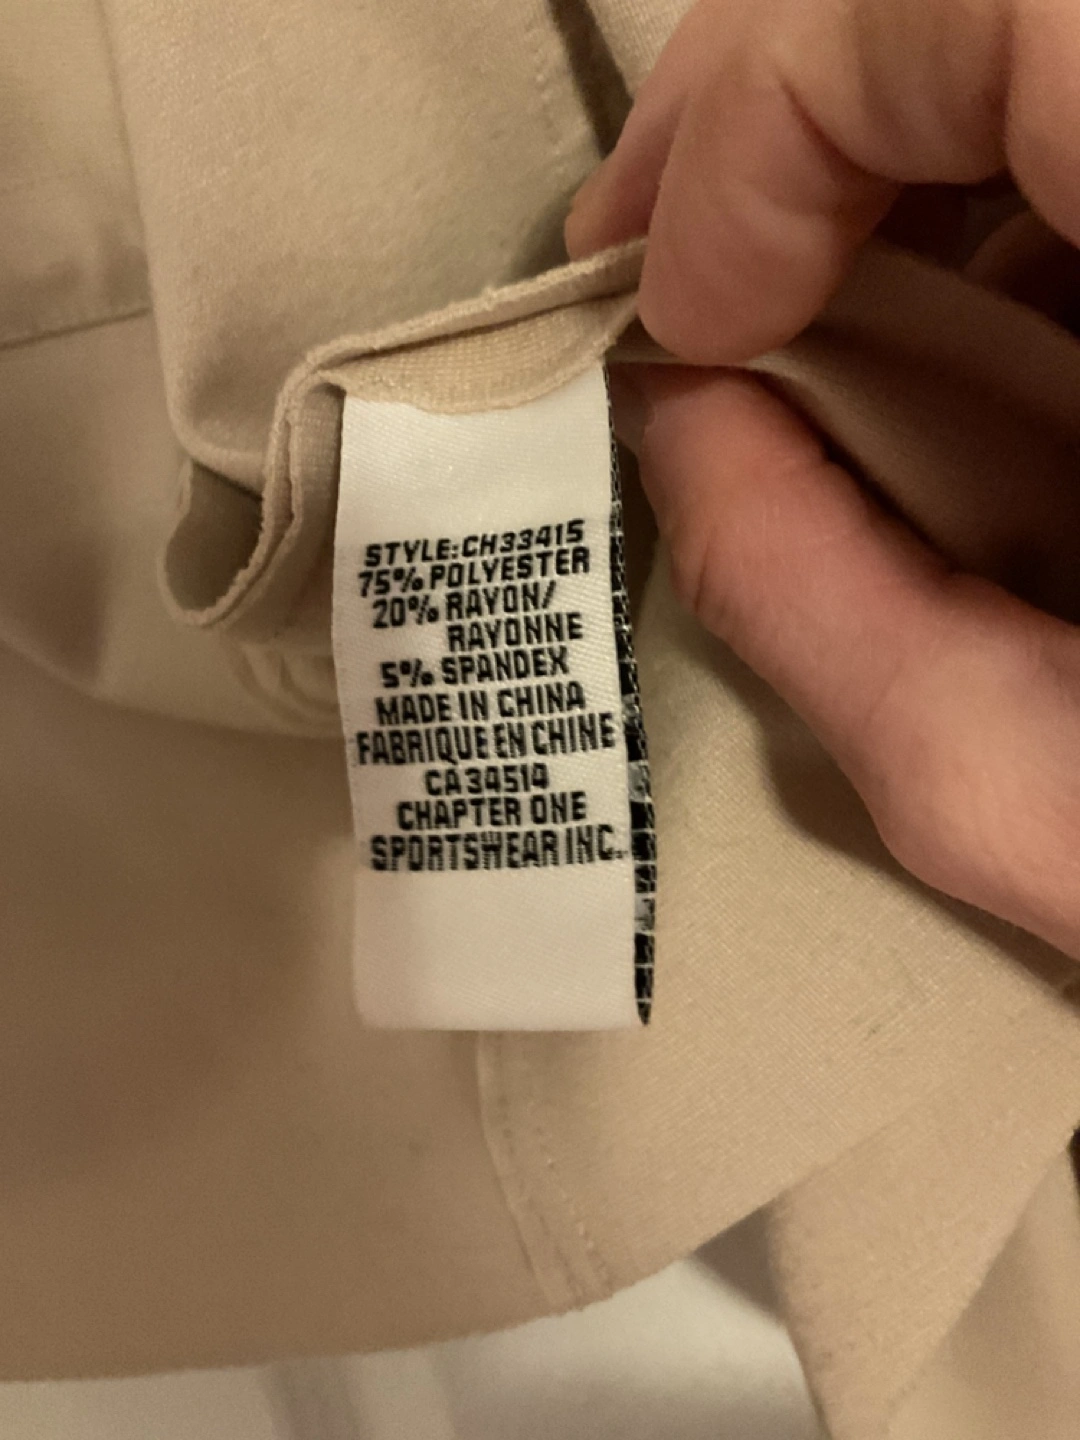 STYLE:CH33415
75% POLYESTER
20% RAYON/
RAYONNE
5% SPANDEX
MADE IN CHINA
FABRIQUE EN CHINE
CA 34514
CHAPTER ONE
SPORTSWEAR INC.